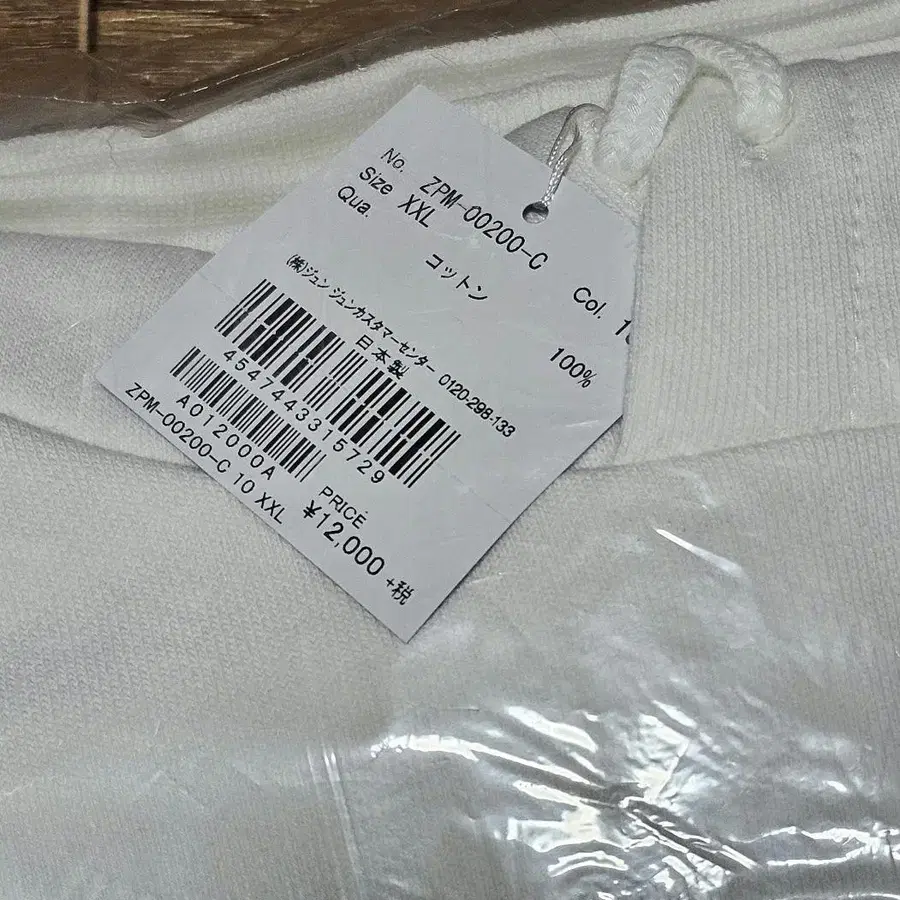 No. ZPM-00200-C
Size XXL Col.
Qua.
コットン 100%
(株)ジュン ジュンカスタマーセンター 0120-298-133
日本製
4547443315729
A012000A
ZPM-00200-C 10 XXL
PRICE
¥12,000 +税